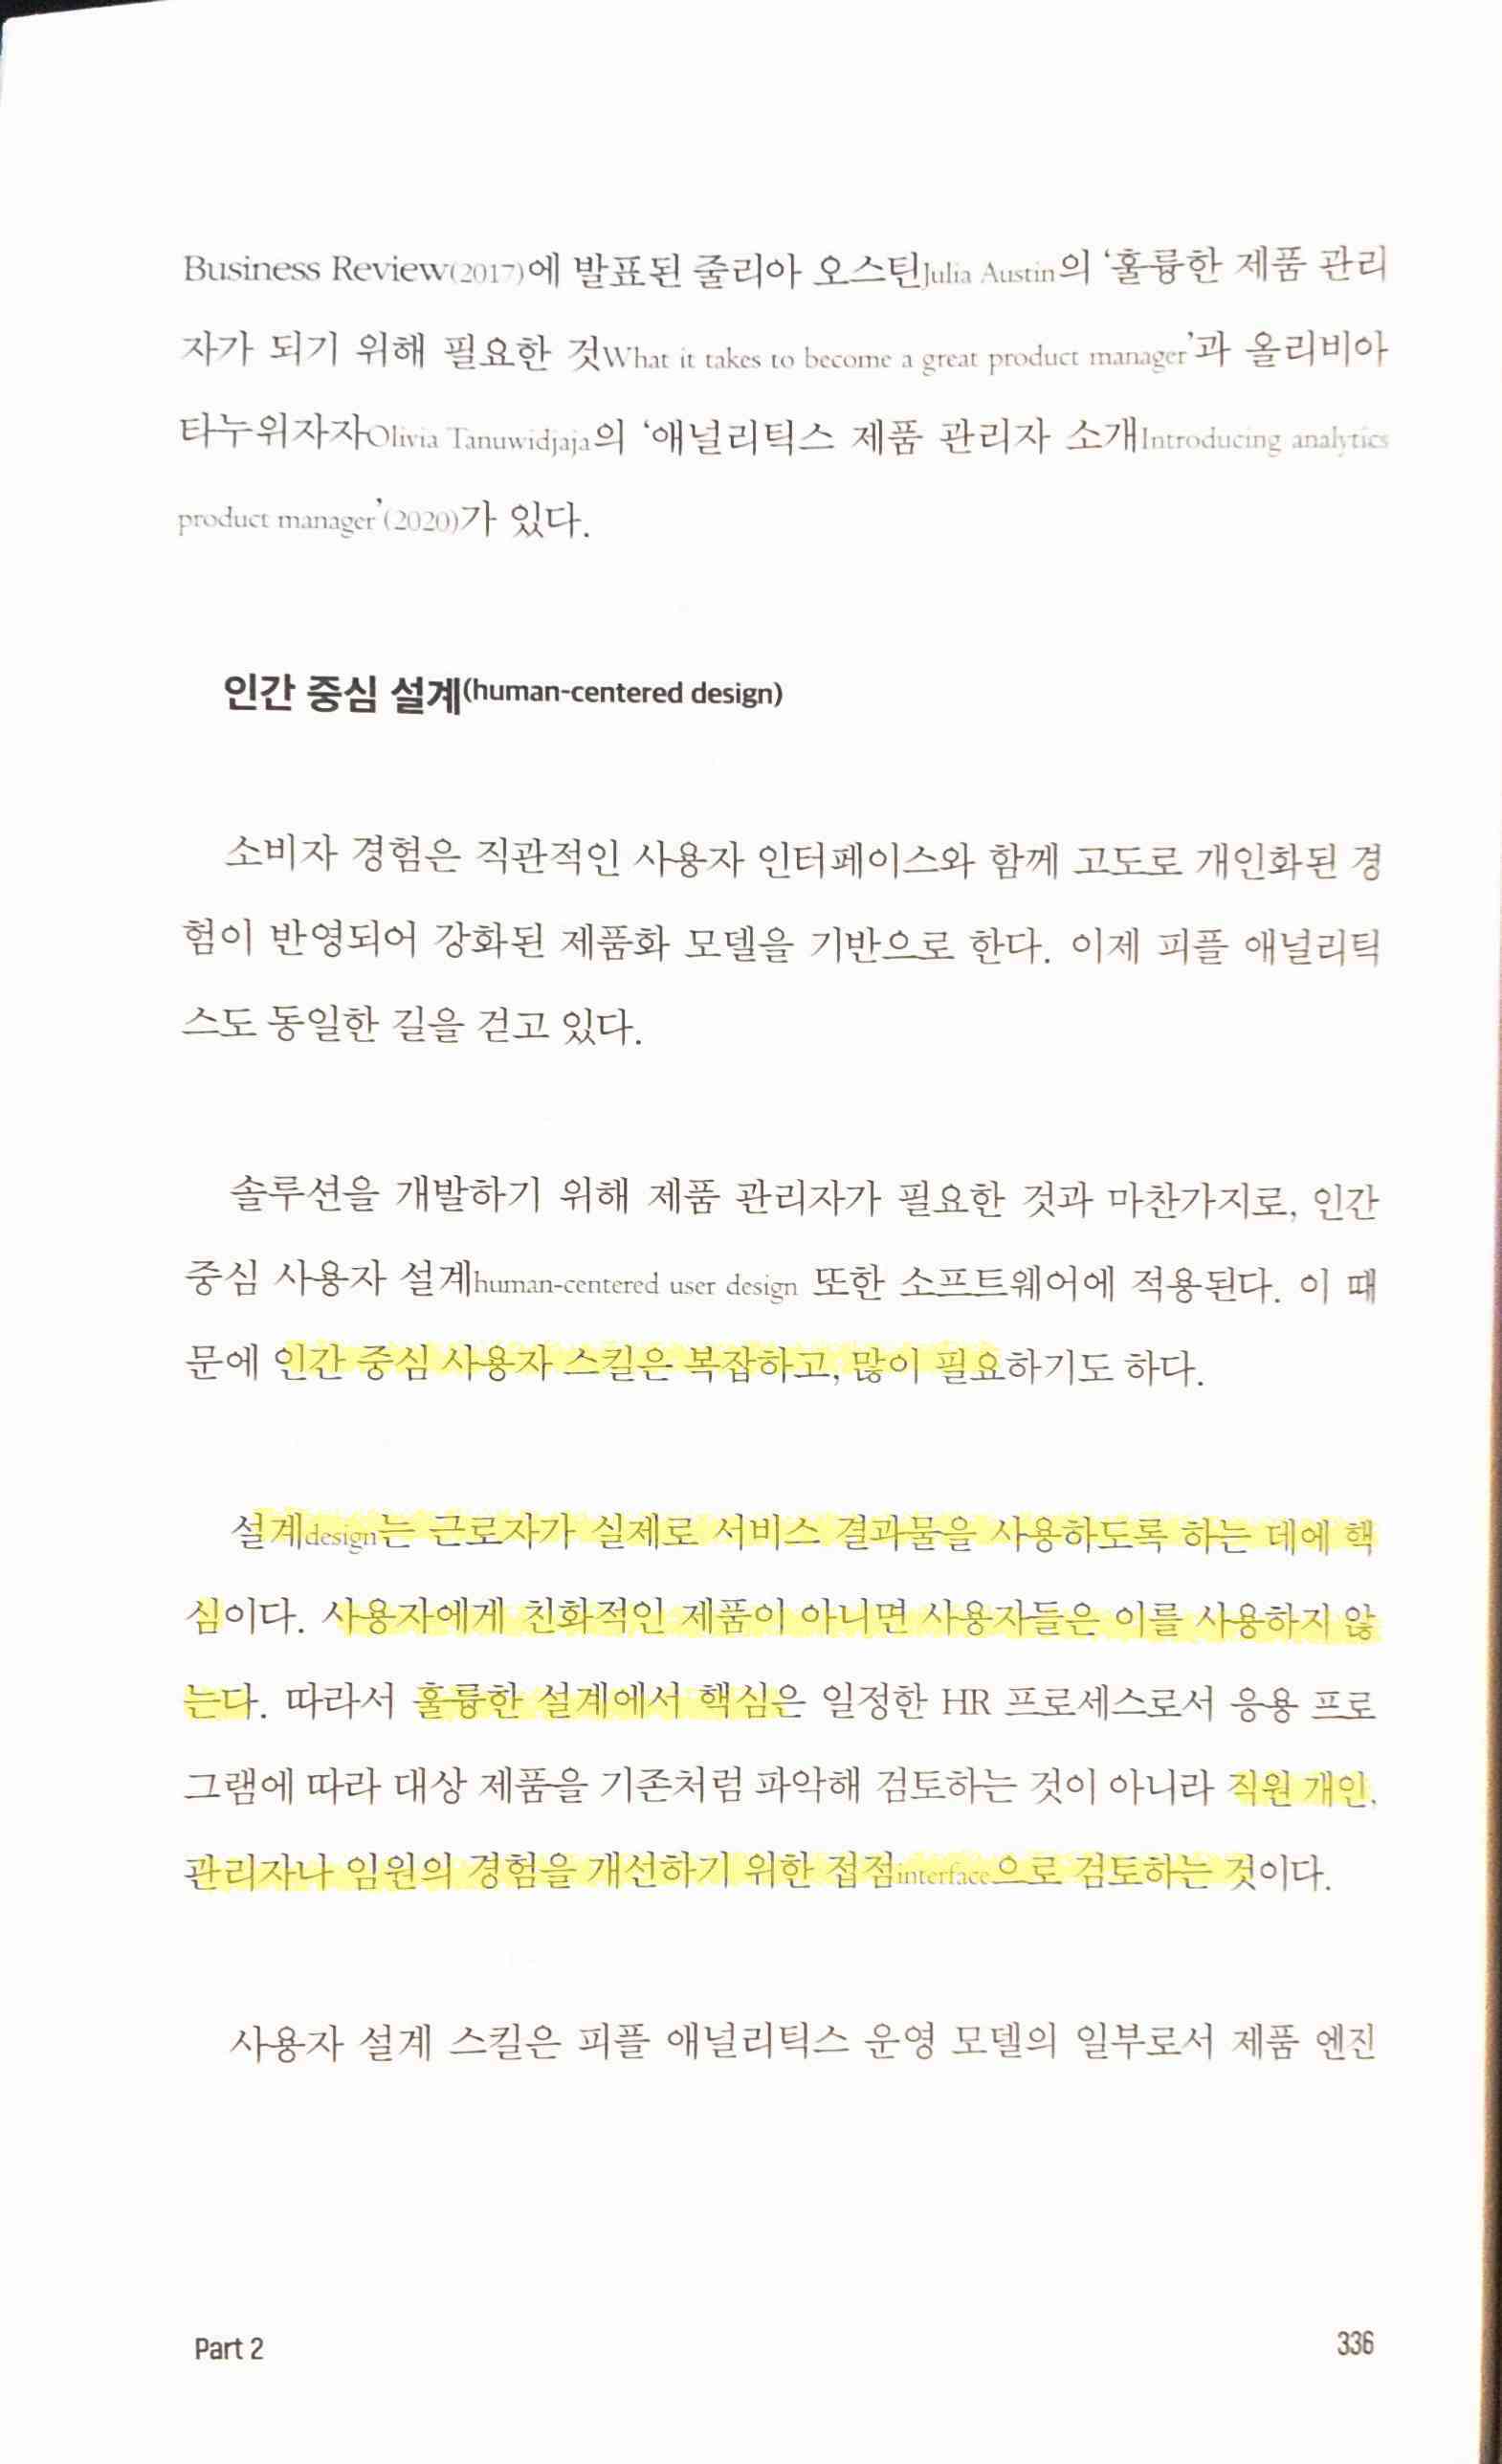 Business Review(2017)에 발표된 줄리아 오스틴Julia Austin의 ‘훌륭한 제품 관리
자가 되기 위해 필요한 것What it takes to become a great product manager’과 올리비아
타누위자자Olivia Tanuwidjaja의 ‘애널리틱스 제품 관리자 소개Introducing analytics
product manager’(2020)가 있다.
인간 중심 설계(human-centered design)
소비자 경험은 직관적인 사용자 인터페이스와 함께 고도로 개인화된 경
험이 반영되어 강화된 제품화 모델을 기반으로 한다. 이제 피플 애널리틱
스도 동일한 길을 걷고 있다.
솔루션을 개발하기 위해 제품 관리자가 필요한 것과 마찬가지로, 인간
중심 사용자 설계human-centered user design 또한 소프트웨어에 적용된다. 이 때
문에 인간 중심 사용자 스킬은 복잡하고, 많이 필요하기도 하다.
설계design는 근로자가 실제로 서비스 결과물을 사용하도록 하는 데에 핵
심이다. 사용자에게 친화적인 제품이 아니면 사용자들은 이를 사용하지 않
는다. 따라서 훌륭한 설계에서 핵심은 일정한 HR 프로세스로서 응용 프로
그램에 따라 대상 제품을 기존처럼 파악해 검토하는 것이 아니라 직원 개인,
관리자나 임원의 경험을 개선하기 위한 접점interface으로 검토하는 것이다.
사용자 설계 스킬은 피플 애널리틱스 운영 모델의 일부로서 제품 엔진
Part 2
336